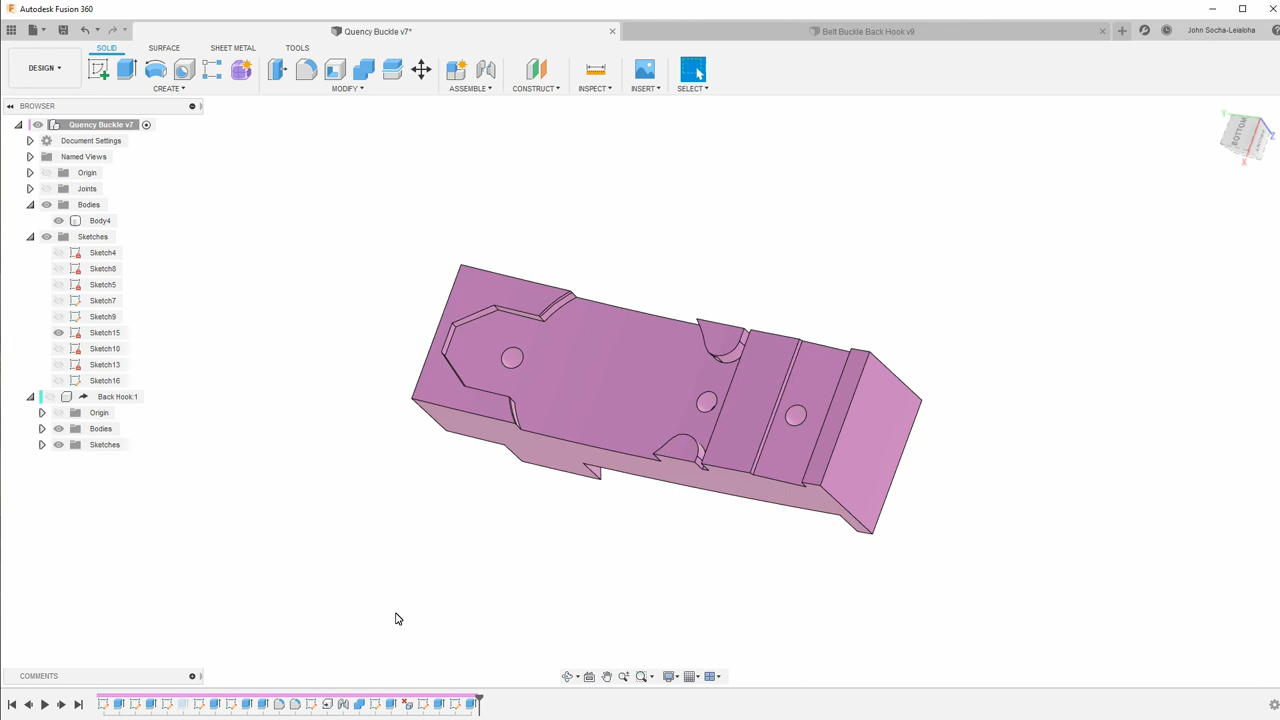 Autodesk Fusion 360
Quency Buckle v7*
Belt Buckle Back Hook v9
John Socha-Leialoha
SOLID
SURFACE
SHEET METAL
TOOLS
DESIGN
CREATE
MODIFY
ASSEMBLE
CONSTRUCT
INSPECT
INSERT
SELECT
BROWSER
Quency Buckle v7
Document Settings
Named Views
Origin
Joints
Bodies
Body4
Sketches
Sketch4
Sketch8
Sketch5
Sketch7
Sketch9
Sketch15
Sketch10
Sketch13
Sketch16
Back Hook:1
Origin
Bodies
Sketches
BOTTOM
Y
Z
X
COMMENTS